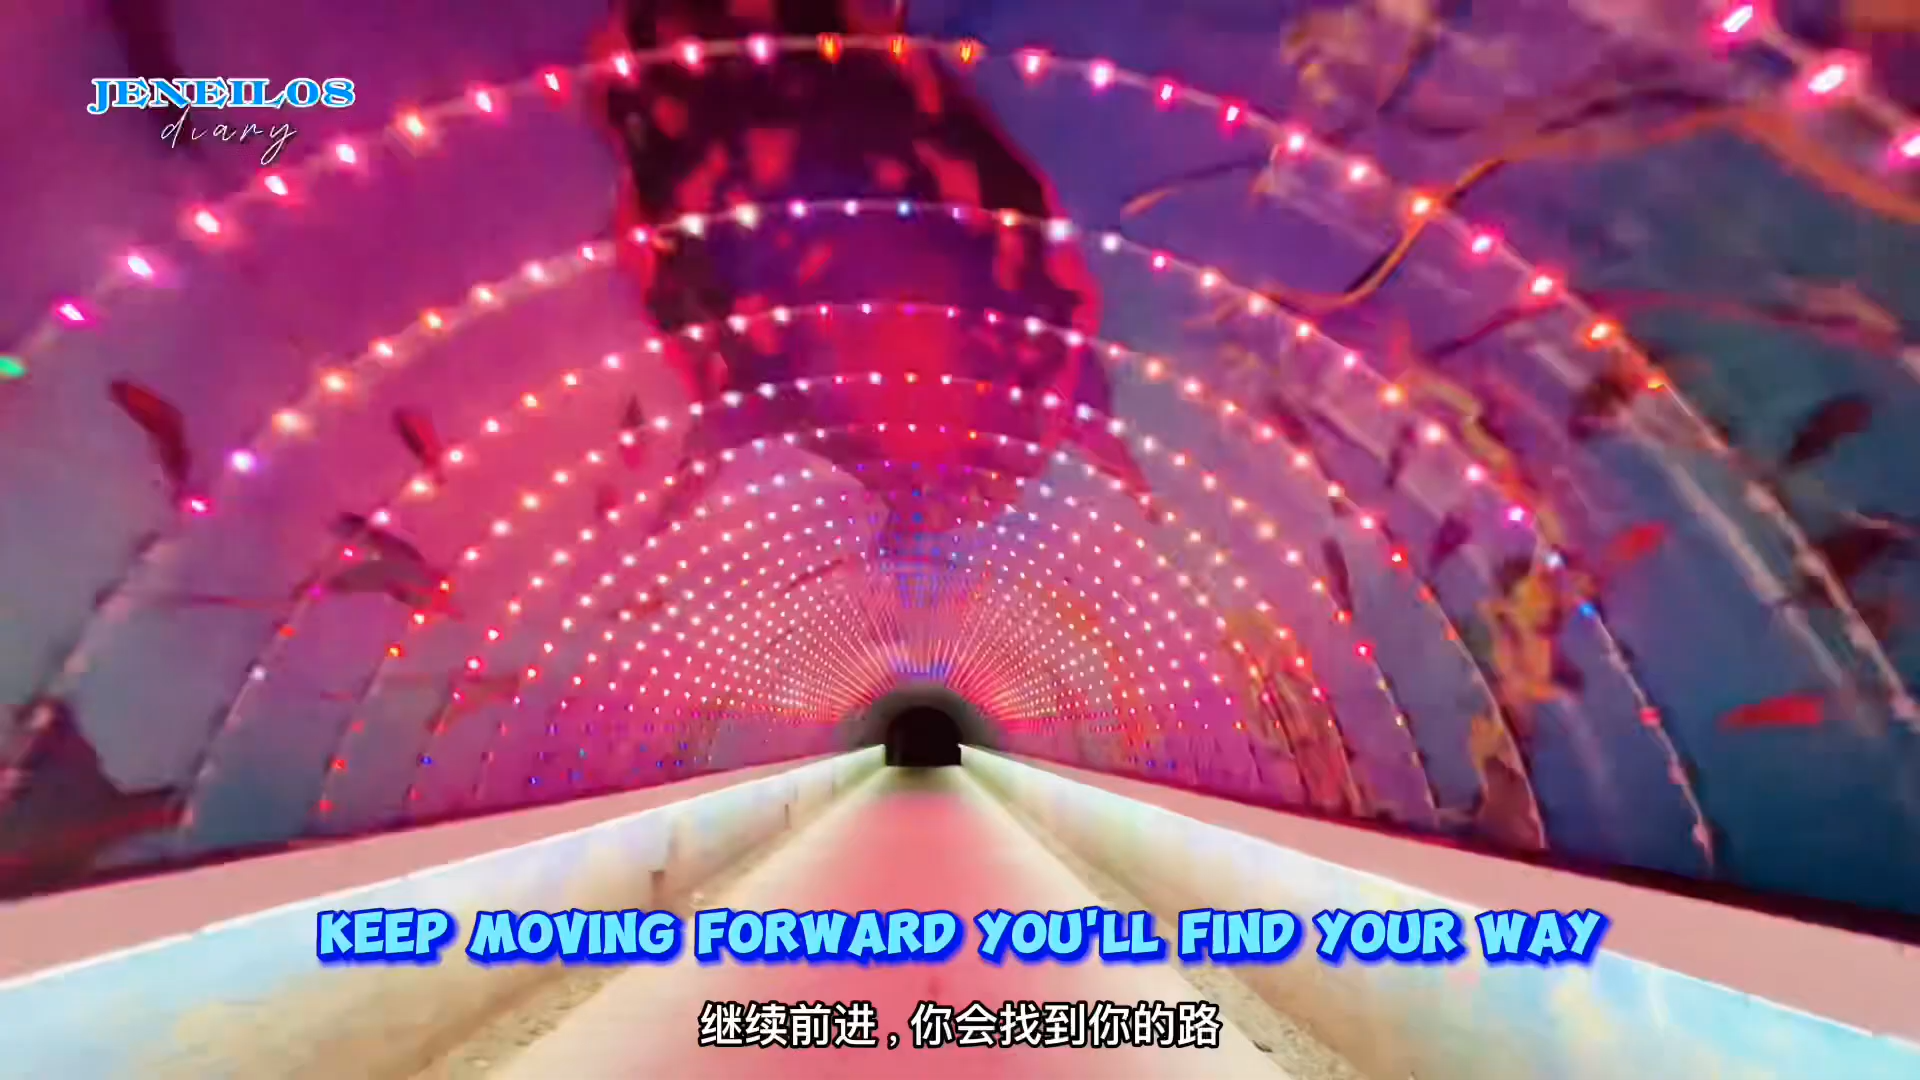 JENEILO8
diary
KEEP MOVING FORWARD YOU'LL FIND YOUR WAY
继续前进，你会找到你的路